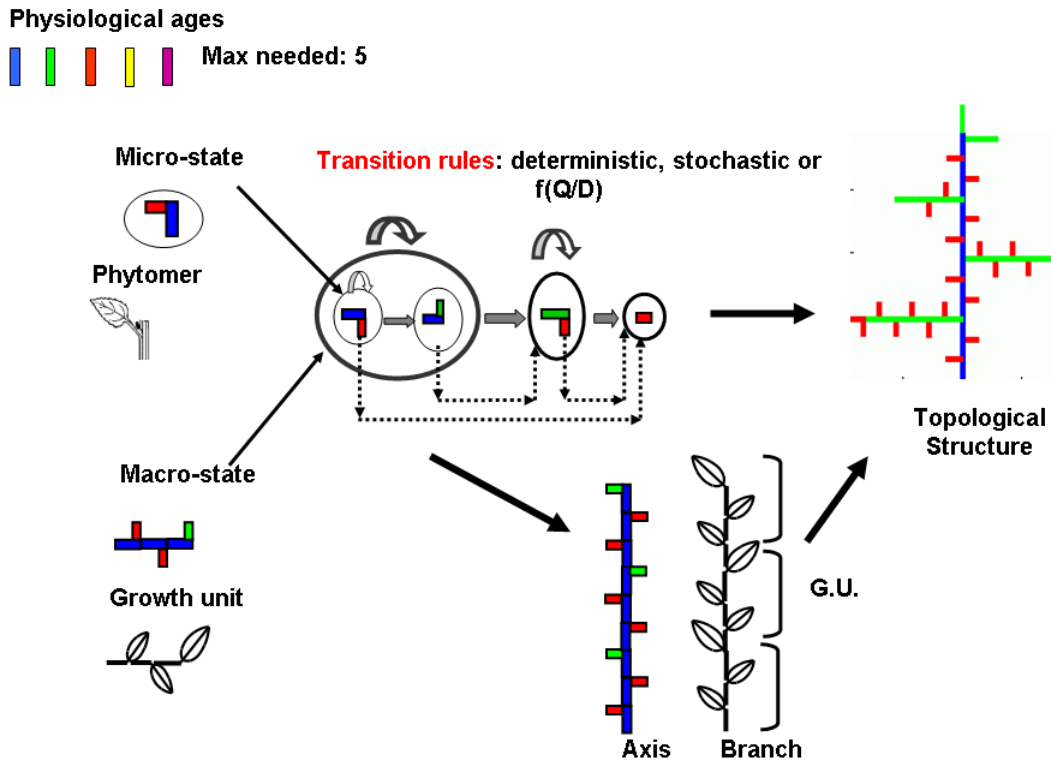 Physiological ages
Max needed: 5
Micro-state
Transition rules: deterministic, stochastic or
f(Q/D)
Phytomer
Topological
Structure
Macro-state
Growth unit
G.U.
Axis
Branch